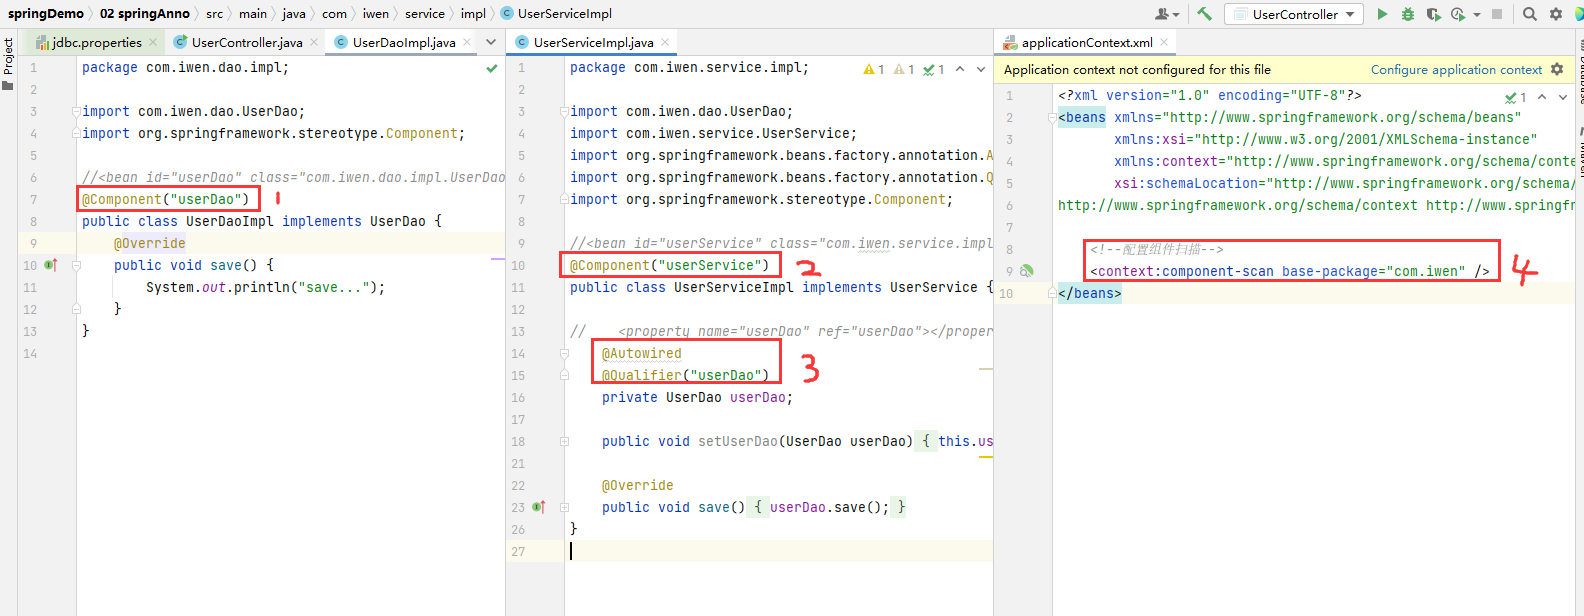 springDemo 02 springAnno src main java com iwen service impl UserServiceImpl
UserController
Project
jdbc.properties
UserController.java
UserDaoImpl.java
1 package com.iwen.dao.impl;
2
3 import com.iwen.dao.UserDao;
4 import org.springframework.stereotype.Component;
5
6 //<bean id="userDao" class="com.iwen.dao.impl.UserDao
7 @Component("userDao") 1
8 public class UserDaoImpl implements UserDao {
9 @Override
10 public void save() {
11 System.out.println("save...");
12 }
13 }
14
UserServiceImpl.java
1 package com.iwen.service.impl; 1 1 1
2
3 import com.iwen.dao.UserDao;
4 import com.iwen.service.UserService;
5 import org.springframework.beans.factory.annotation.A
6 import org.springframework.beans.factory.annotation.Q
7 import org.springframework.stereotype.Component;
8
9 //<bean id="userService" class="com.iwen.service.impl
10 @Component("userService") 2
11 public class UserServiceImpl implements UserService {
12
13 // <property name="userDao" ref="userDao"></proper
14 @Autowired
15 @Qualifier("userDao") 3
16 private UserDao userDao;
17
18 public void setUserDao(UserDao userDao) { this.us
21
22 @Override
23 public void save() { userDao.save(); }
26 }
27
applicationContext.xml
Application context not configured for this file Configure application context
1 <?xml version="1.0" encoding="UTF-8"?> 1
2 <beans xmlns="http://www.springframework.org/schema/beans"
3 xmlns:xsi="http://www.w3.org/2001/XMLSchema-instance"
4 xmlns:context="http://www.springframework.org/schema/conte
5 xsi:schemaLocation="http://www.springframework.org/schema/
6 http://www.springframework.org/schema/context http://www.springf
7
8 <!--配置组件扫描-->
9 <context:component-scan base-package="com.iwen" /> 4
10 </beans>